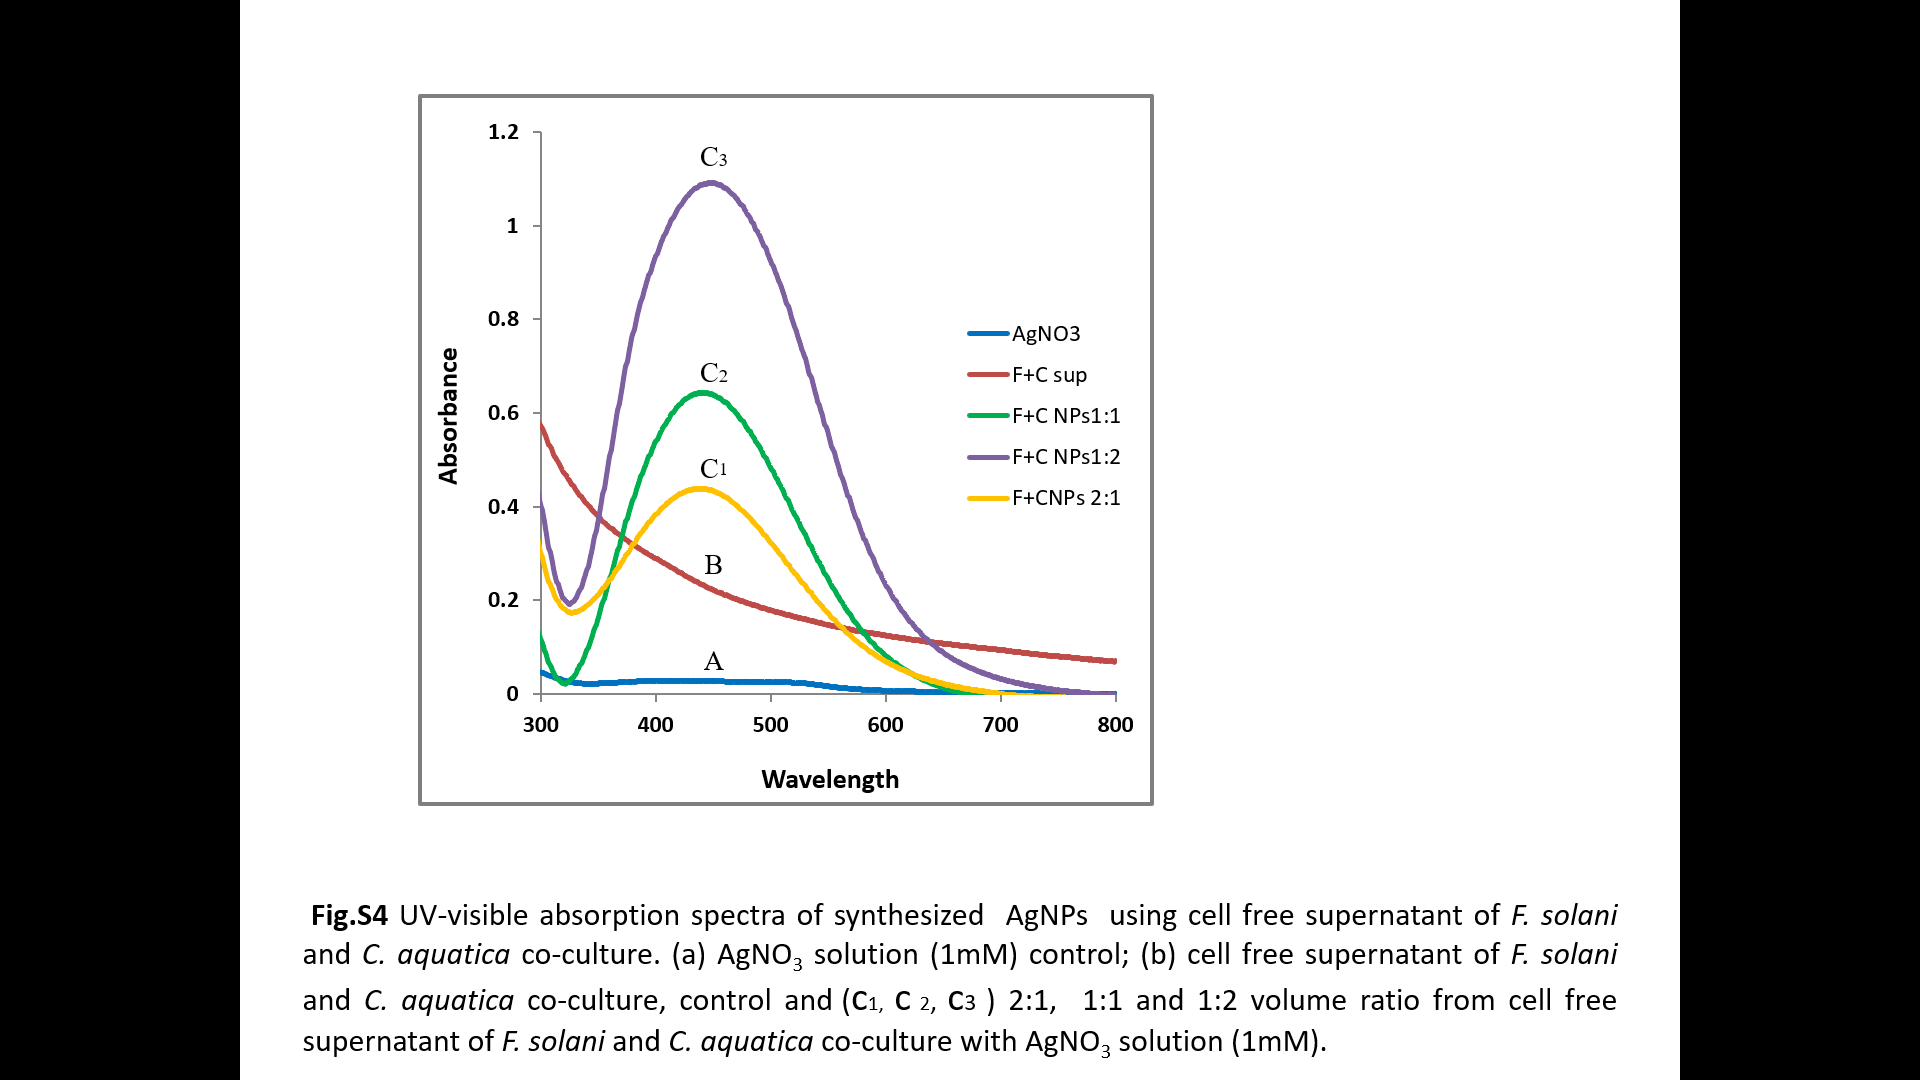 1.2
1
0.8
0.6
0.4
0.2
0
300 400 500 600 700 800
Absorbance
Wavelength
C3
C2
C1
B
A
AgNO3
F+C sup
F+C NPs1:1
F+C NPs1:2
F+CNPs 2:1
Fig.S4 UV-visible absorption spectra of synthesized AgNPs using cell free supernatant of F. solani
and C. aquatica co-culture. (a) AgNO3 solution (1mM) control; (b) cell free supernatant of F. solani
and C. aquatica co-culture, control and (c1, c 2, c3 ) 2:1, 1:1 and 1:2 volume ratio from cell free
supernatant of F. solani and C. aquatica co-culture with AgNO3 solution (1mM).